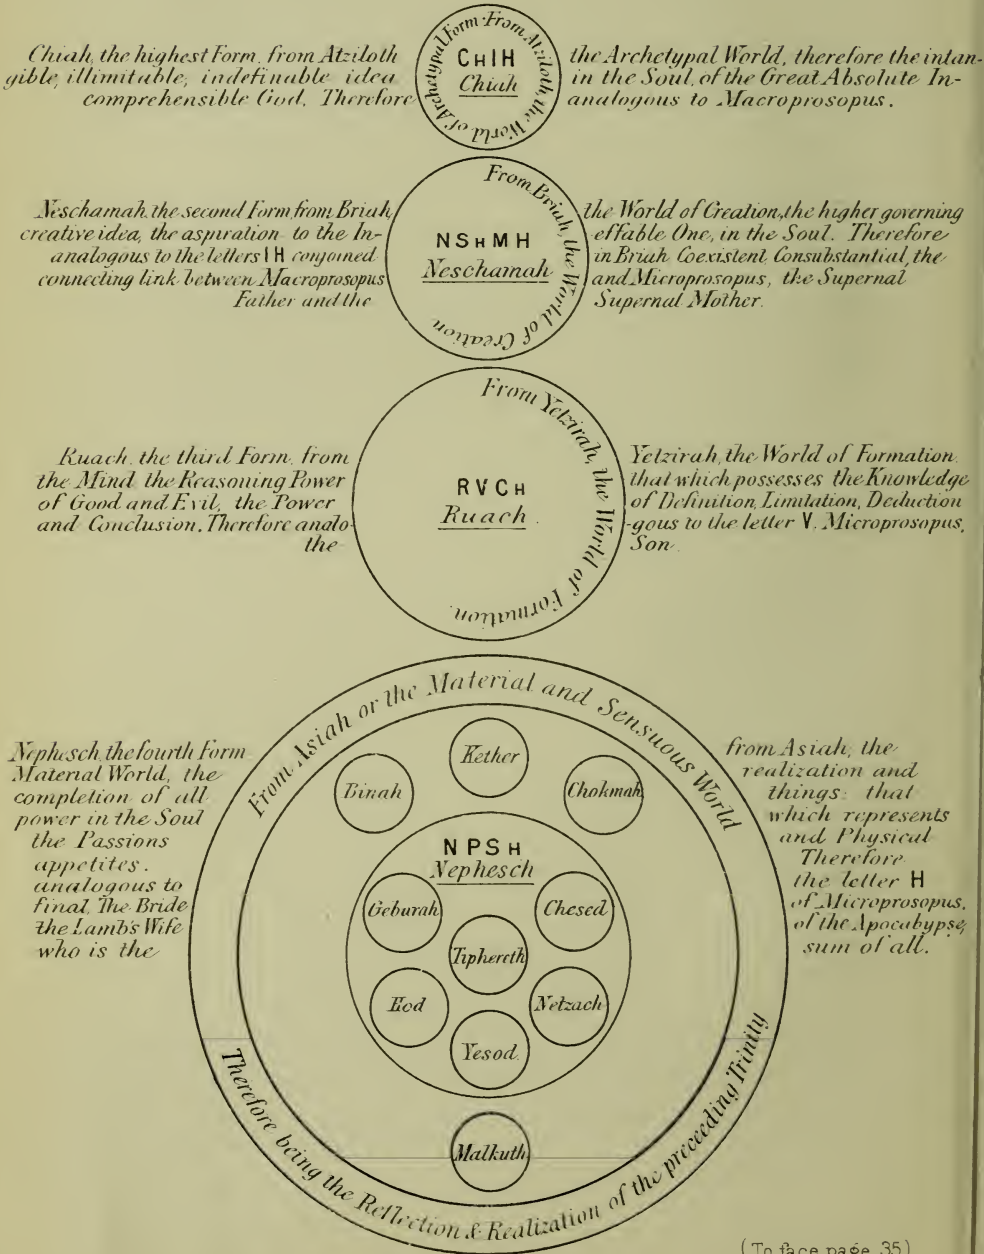 From Atziloth, the World of Archetypal Form
CHIH
Chiah
Chiah, the highest Form, from Atziloth the Archetypal World, therefore the intan-
gible, illimitable, indefinable idea in the Soul, of the Great Absolute In-
comprehensible God. Therefore analogous to Macroprosopus.
From Briah, the World of Creation
NSHMH
Neschamah
Neschamah, the second Form, from Briah, the World of Creation, the higher governing
creative idea, the aspiration to the In- effable One, in the Soul. Therefore
analogous to the letters IH conjoined in Briah Coexistent Consubstantial, the
connecting link between Macroprosopus and Microprosopus, the Supernal
Father and the Supernal Mother.
From Yetzirah, the World of Formation.
RVCH
Ruach.
Ruach, the third Form, from Yetzirah, the World of Formation.
the Mind the Reasoning Power that which possesses the Knowledge
of Good and Evil, the Power of Definition, Limitation, Deduction
and Conclusion. Therefore analo- -gous to the letter V. Microprosopus,
the Son.
From Asiah or the Material and Sensuous World
Kether
Binah
Chokmah
NPSH
Nephesch
Geburah
Chesed
Tiphereth
Hod
Netzach
Yesod.
Malkuth
Therefore being the Reflection & Realization of the preceeding Trinity
Nephesch, the fourth Form from Asiah, the
Material World, the realization and
completion of all things: that
power in the Soul which represents
the Passions and Physical
appetites. Therefore
analogous to the letter H
final. The Bride of Microprosopus,
the Lamb's Wife of the Apocabypse,
who is the sum of all.
(To face page 35)